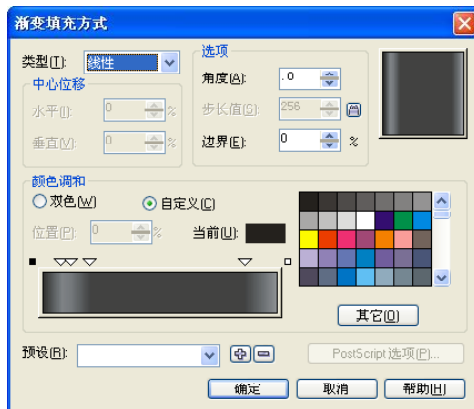 渐变填充方式
类型(T): 线性
选项
角度(A): .0
中心位移
水平(I): 0 %
步长值(S): 256
垂直(V): 0 %
边界(E): 0 %
颜色调和
双色(W) 自定义(C)
位置(P): 0 % 当前(U):
其它(O)
预设(R):
PostScript 选项(P)...
确定 取消 帮助(H)